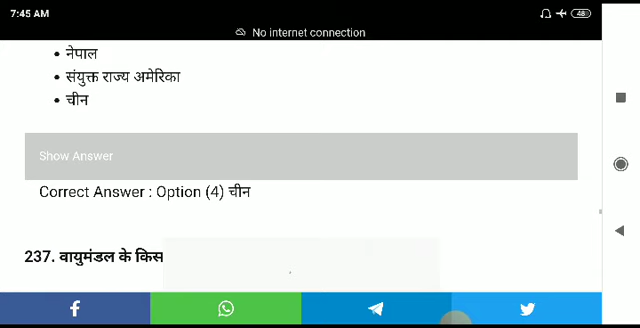 7:45 AM
48
No internet connection
नेपाल
संयुक्त राज्य अमेरिका
चीन
Show Answer
Correct Answer : Option (4) चीन
237. वायुमंडल के किस